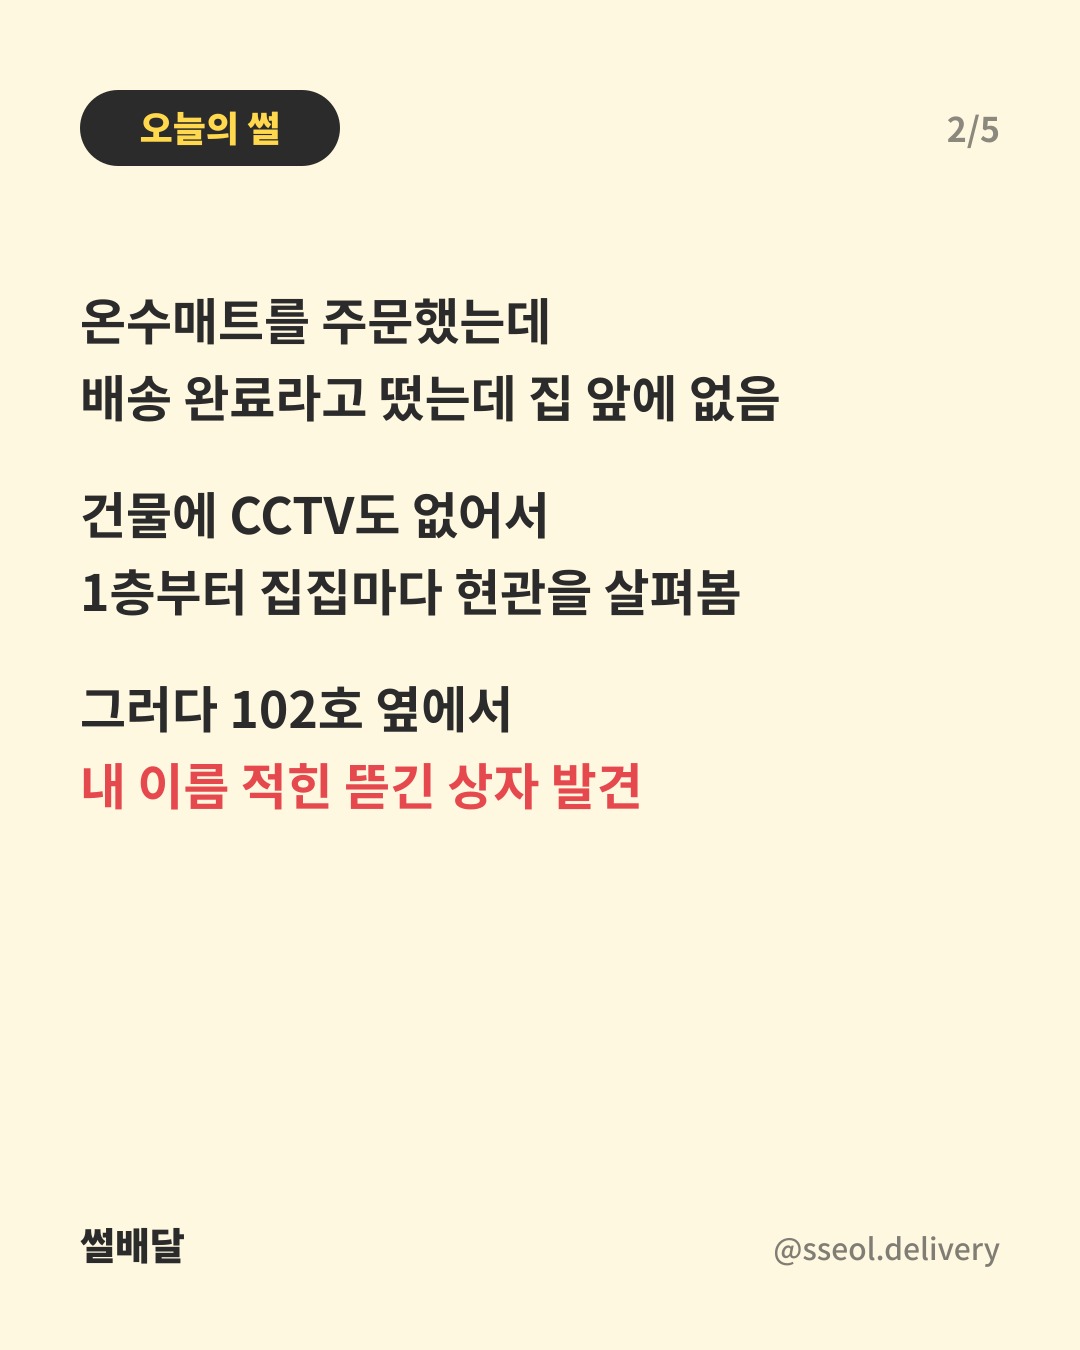 오늘의 썰
2/5
온수매트를 주문했는데
배송 완료라고 떴는데 집 앞에 없음
건물에 CCTV도 없어서
1층부터 집집마다 현관을 살펴봄
그러다 102호 옆에서
내 이름 적힌 뜯긴 상자 발견
썰배달
@sseol.delivery